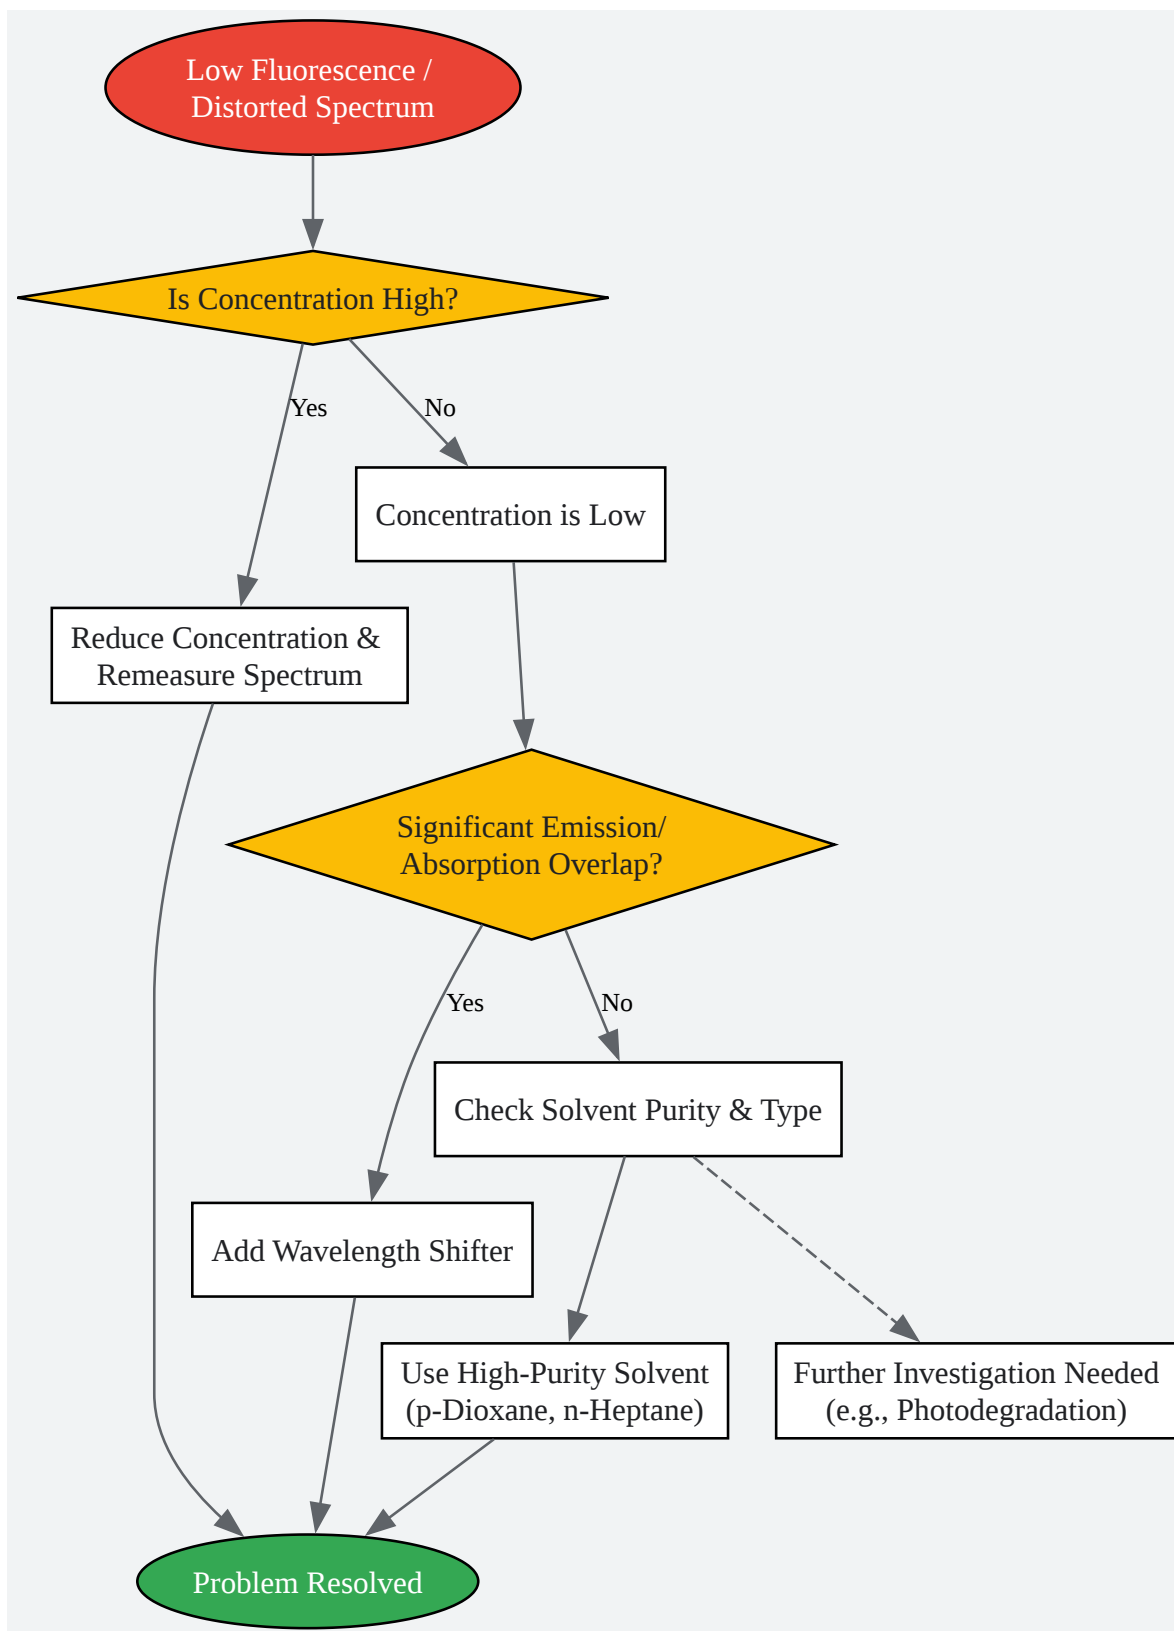 Low Fluorescence /
Distorted Spectrum
Is Concentration High?
Yes
No
Concentration is Low
Reduce Concentration &
Remeasure Spectrum
Significant Emission/
Absorption Overlap?
Yes
No
Check Solvent Purity & Type
Add Wavelength Shifter
Use High-Purity Solvent
(p-Dioxane, n-Heptane)
Further Investigation Needed
(e.g., Photodegradation)
Problem Resolved